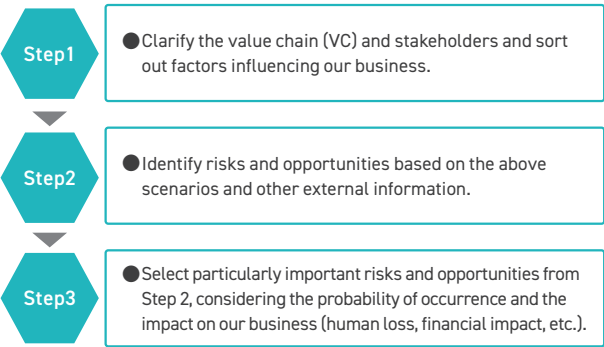 Step1
●Clarify the value chain (VC) and stakeholders and sort
out factors influencing our business.
Step2
●Identify risks and opportunities based on the above
scenarios and other external information.
Step3
●Select particularly important risks and opportunities from
Step 2, considering the probability of occurrence and the
impact on our business (human loss, financial impact, etc.).